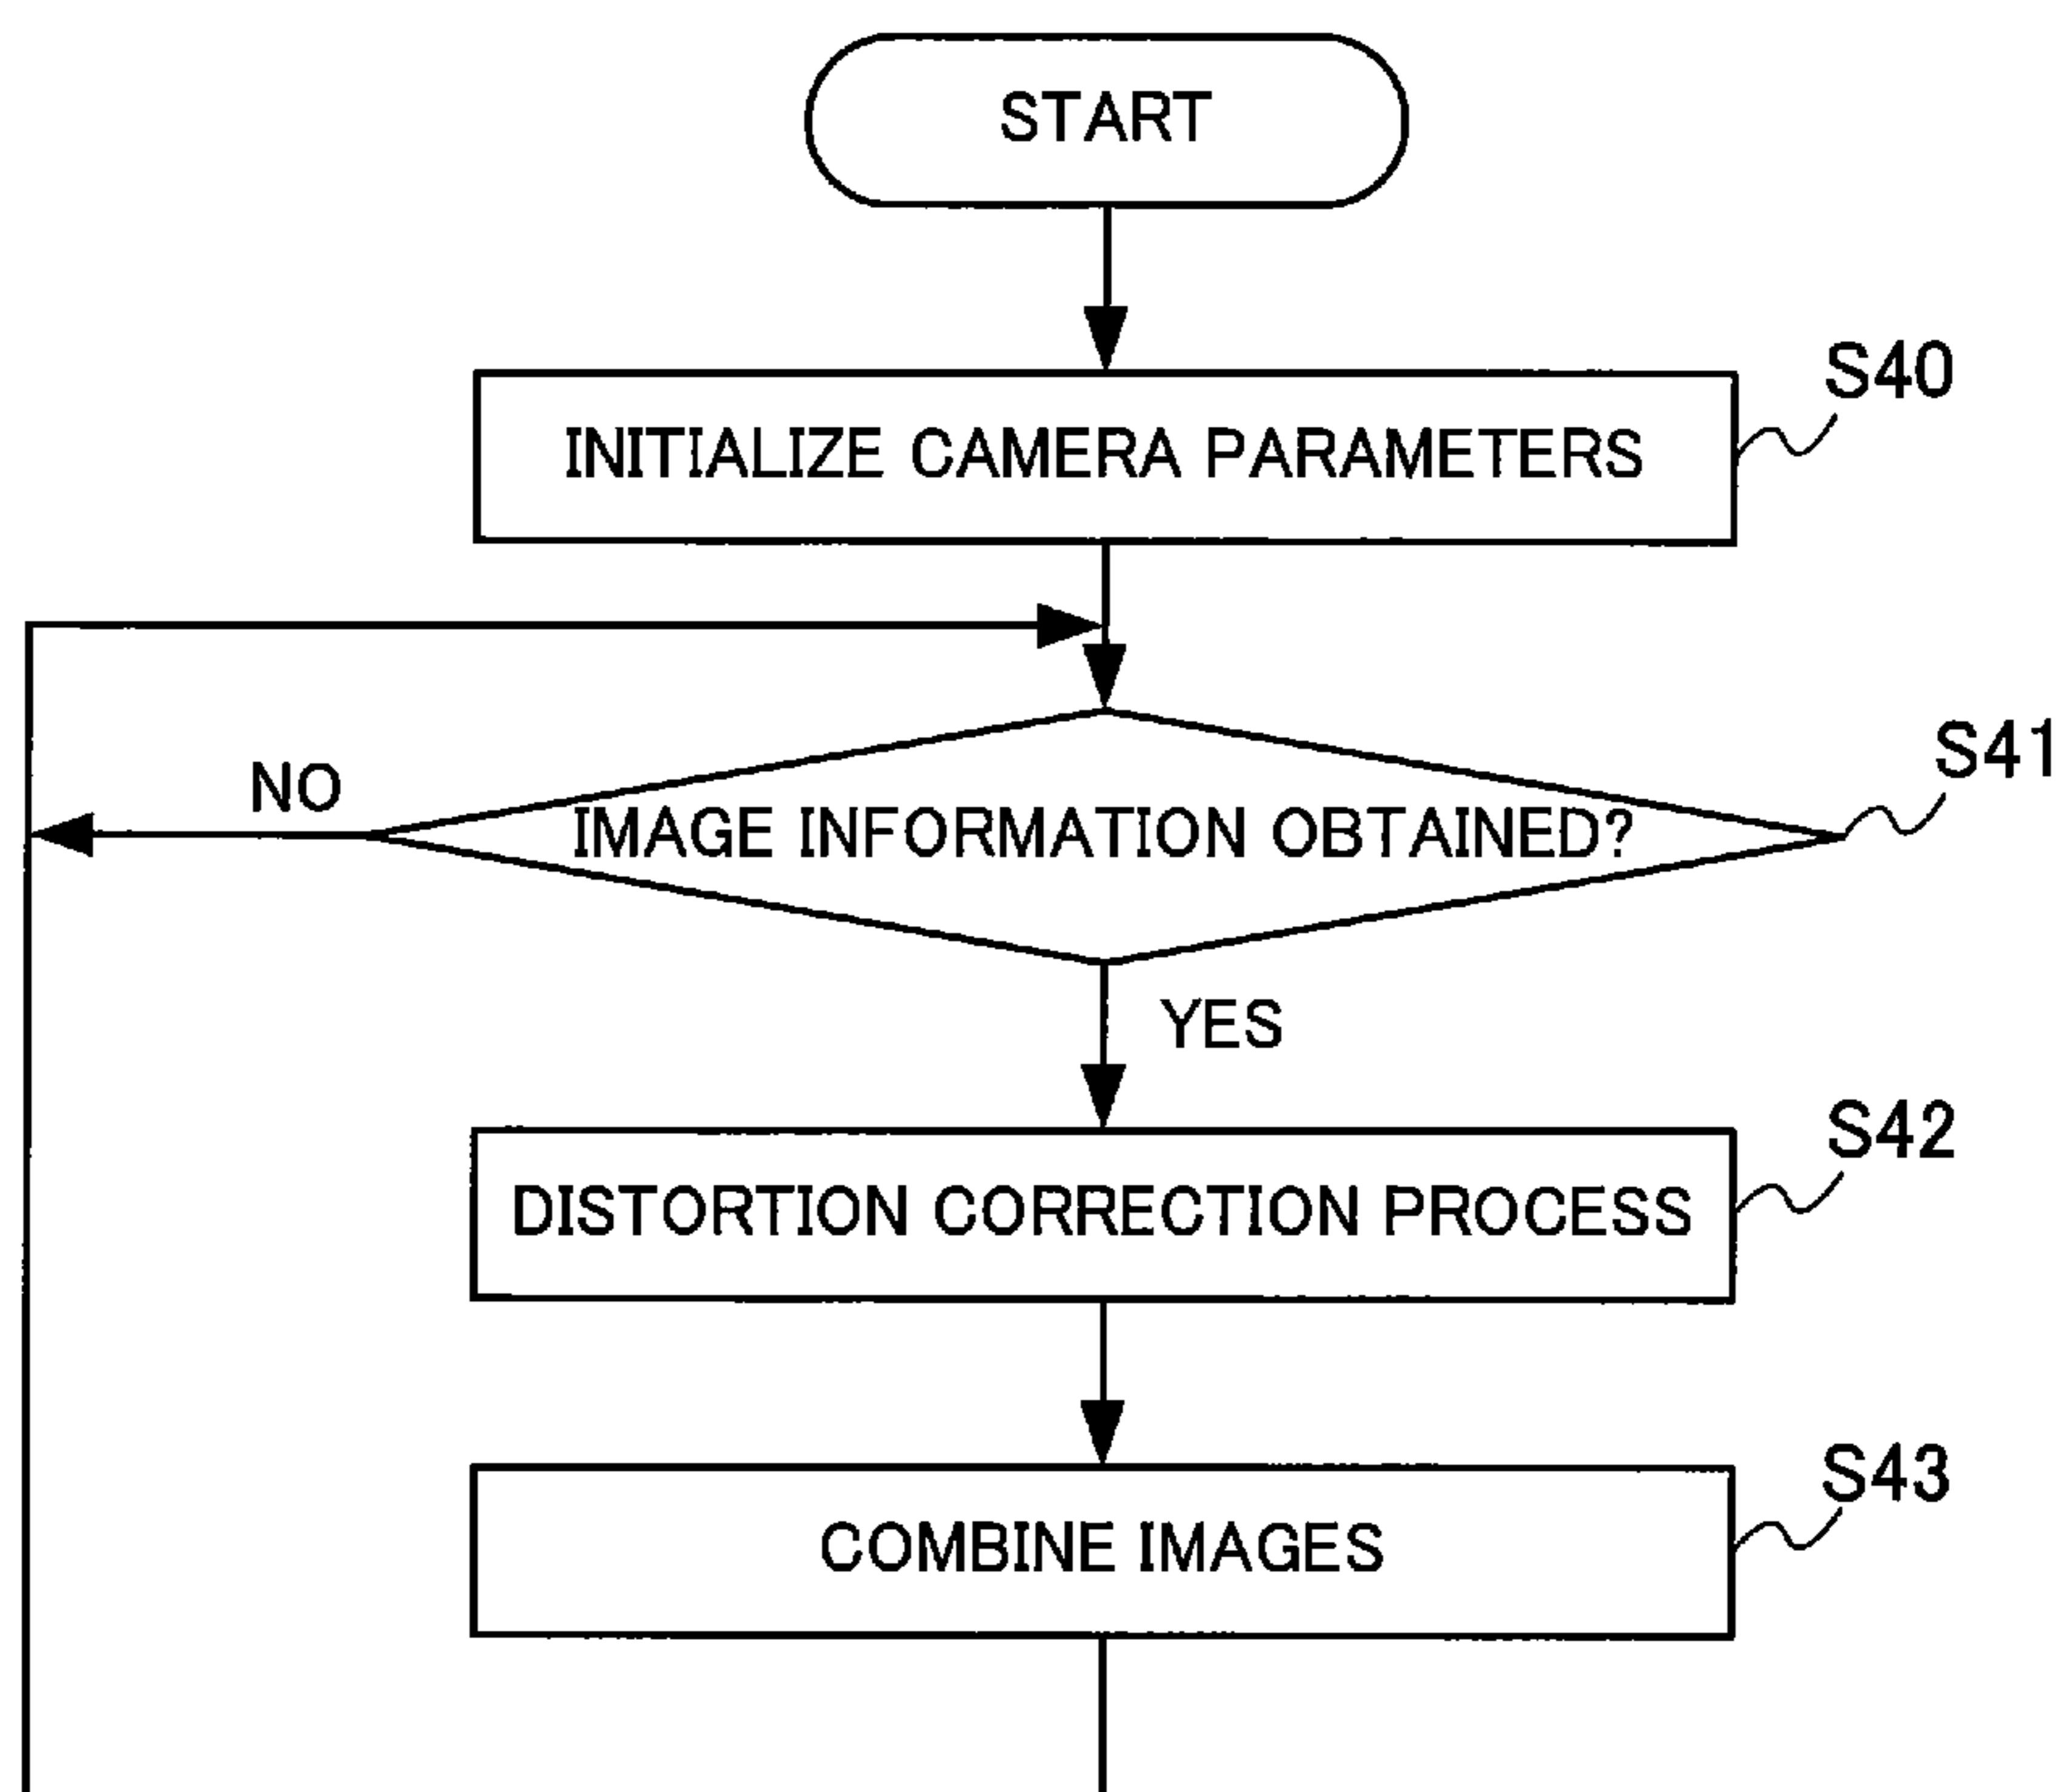 START
S40
INITIALIZE CAMERA PARAMETERS
S41
NO
IMAGE INFORMATION OBTAINED?
YES
S42
DISTORTION CORRECTION PROCESS
S43
COMBINE IMAGES